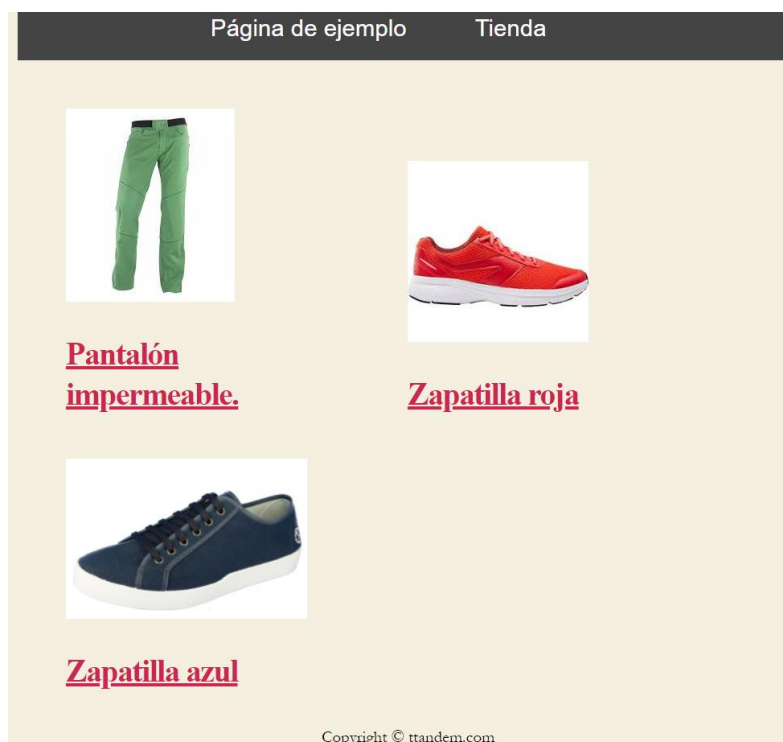 Página de ejemplo Tienda
Pantalón
impermeable.
Zapatilla roja
Zapatilla azul
Copyright © ttandem.com